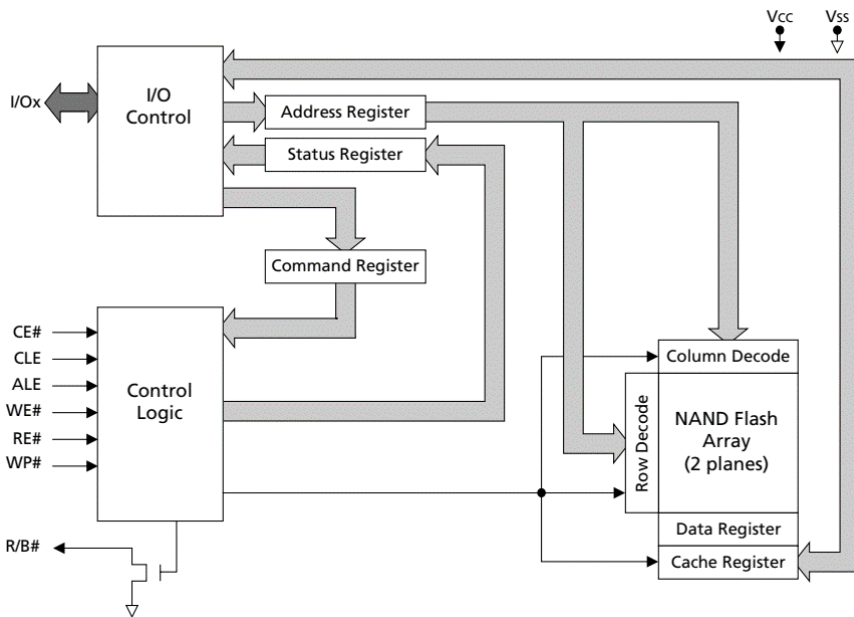 Vcc
Vss
I/Ox
I/O
Control
Address Register
Status Register
Command Register
CE#
CLE
ALE
WE#
RE#
WP#
Control
Logic
R/B#
Column Decode
Row Decode
NAND Flash
Array
(2 planes)
Data Register
Cache Register